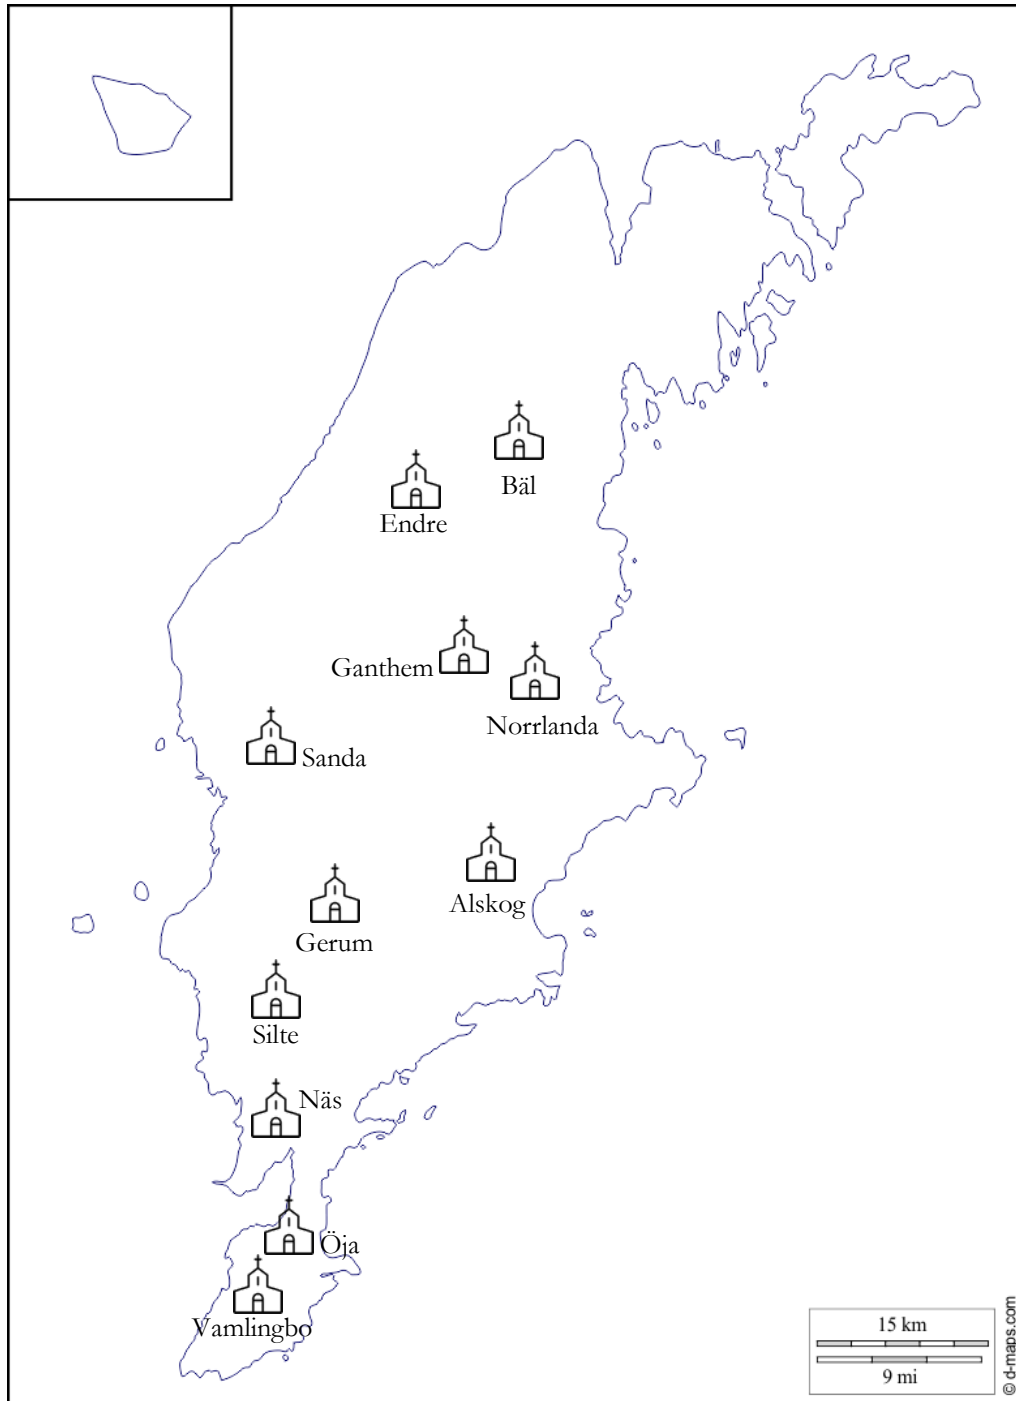 Bäl
Endre
Ganthem
Norrlanda
Sanda
Alskog
Gerum
Silte
Näs
Öja
Vamlingbo
15 km
9 mi
© d-maps.com